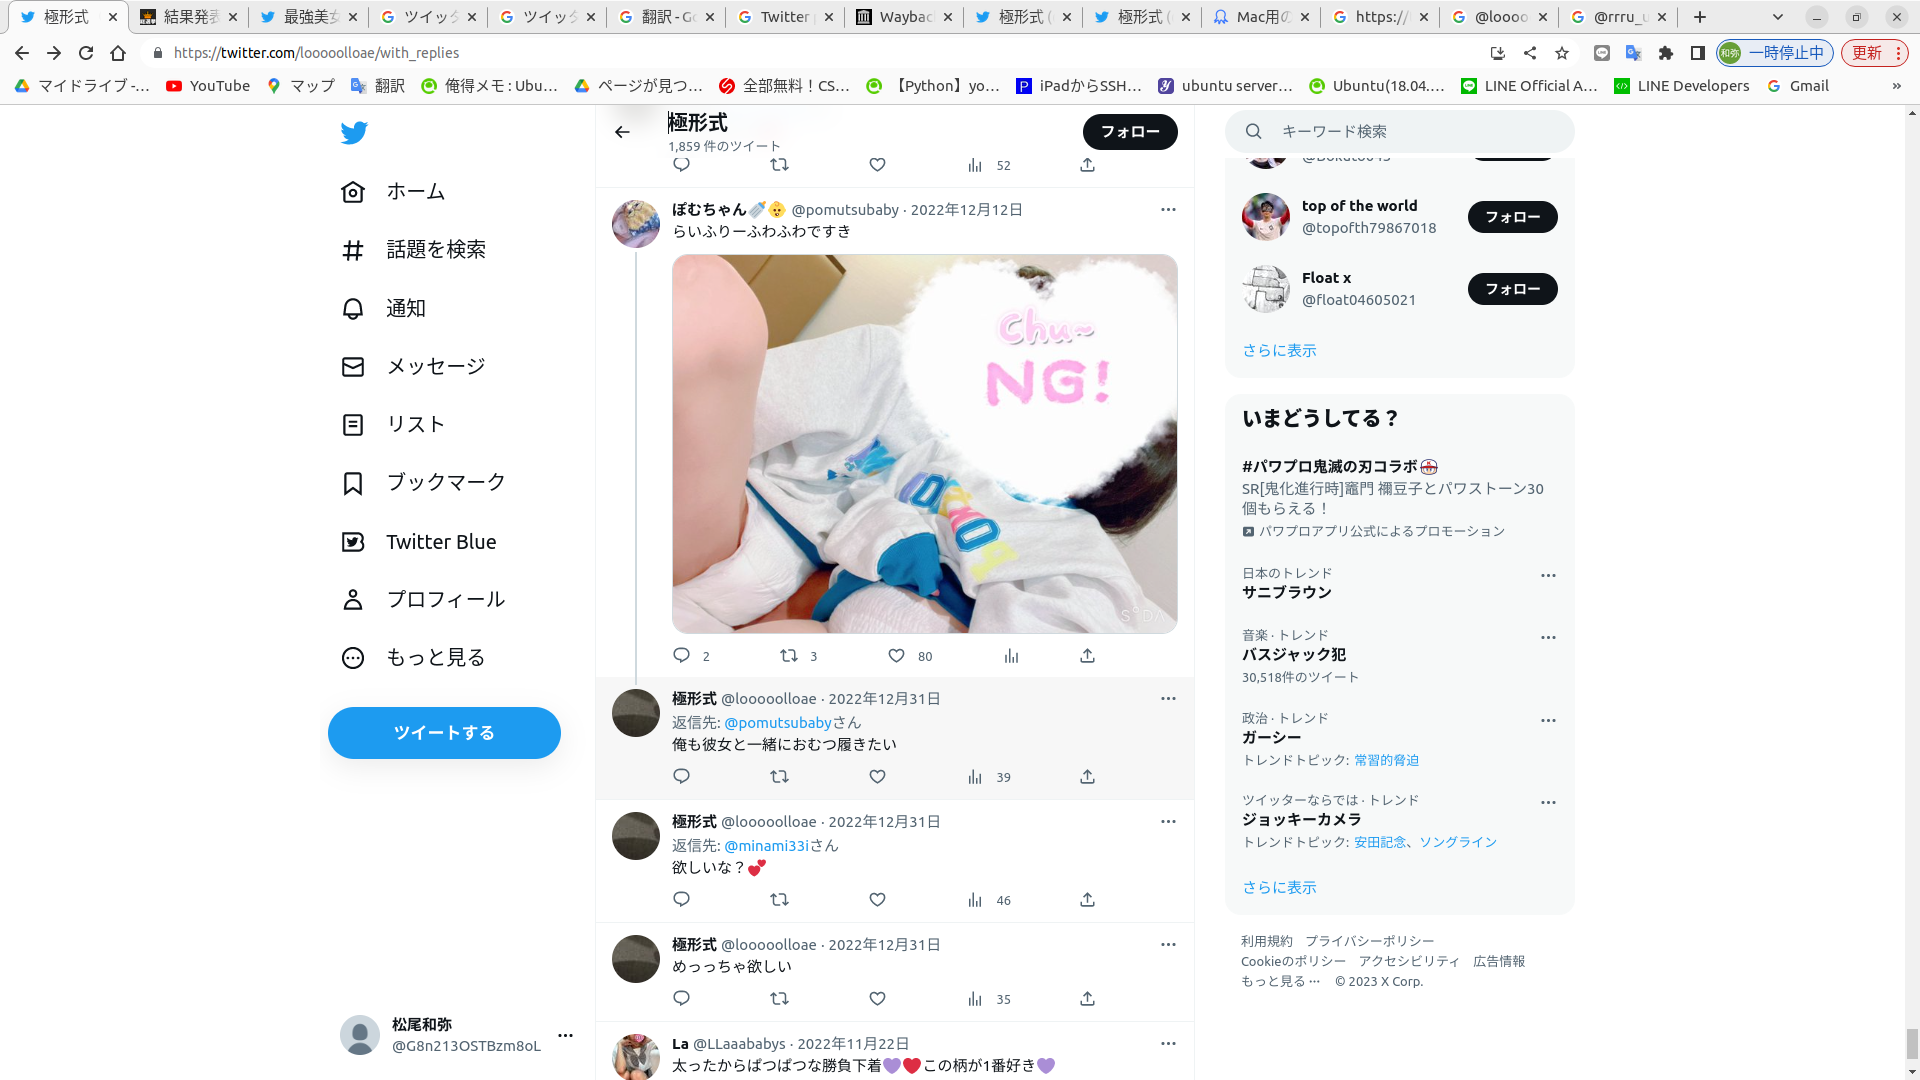 極形式
結果発表
最強美女
ツイッタ
ツイッタ
翻訳 - Go
Twitter
Wayba
極形式 (
極形式 (
Mac用の
https://
@loooo
@rrru_u
https://twitter.com/looooolloae/with_replies
和弥
一時停止中
更新
マイドライブ -...
YouTube
マップ
翻訳
俺得メモ : Ubu...
ページが見つ...
全部無料！CS...
【Python】yo...
iPadからSSH...
ubuntu server...
Ubuntu(18.04....
LINE Official A...
LINE Developers
Gmail
»
ホーム
話題を検索
通知
メッセージ
リスト
ブックマーク
Twitter Blue
プロフィール
もっと見る
ツイートする
松尾和弥
@G8n213OSTBzm8oL
極形式
1,859 件のツイート
フォロー
52
ぽむちゃん🍼👶 @pomutsubaby · 2022年12月12日
らいふりーふわふわですき
Chu~
NG!
SODA
2 3 80
極形式 @looooolloae · 2022年12月31日
返信先: @pomutsubabyさん
俺も彼女と一緒におむつ履きたい
39
極形式 @looooolloae · 2022年12月31日
返信先: @minami33iさん
欲しいな？💕
46
極形式 @looooolloae · 2022年12月31日
めっっちゃ欲しい
35
La @LLaaababys · 2022年11月22日
太ったからぱつぱつな勝負下着💜❤️この柄が1番好き💜
キーワード検索
top of the world
@topofth79867018
フォロー
Float x
@float04605021
フォロー
さらに表示
いまどうしてる？
#パワプロ鬼滅の刃コラボ
SR[鬼化進行時]竈門 禰豆子とパワストーン30
個もらえる！
パワプロアプリ公式によるプロモーション
日本のトレンド
サニブラウン
音楽 · トレンド
バスジャック犯
30,518件のツイート
政治 · トレンド
ガーシー
トレンドトピック: 常習的脅迫
ツイッターならでは · トレンド
ジョッキーカメラ
トレンドトピック: 安田記念、ソングライン
さらに表示
利用規約 プライバシーポリシー
Cookieのポリシー アクセシビリティ 広告情報
もっと見る ··· © 2023 X Corp.